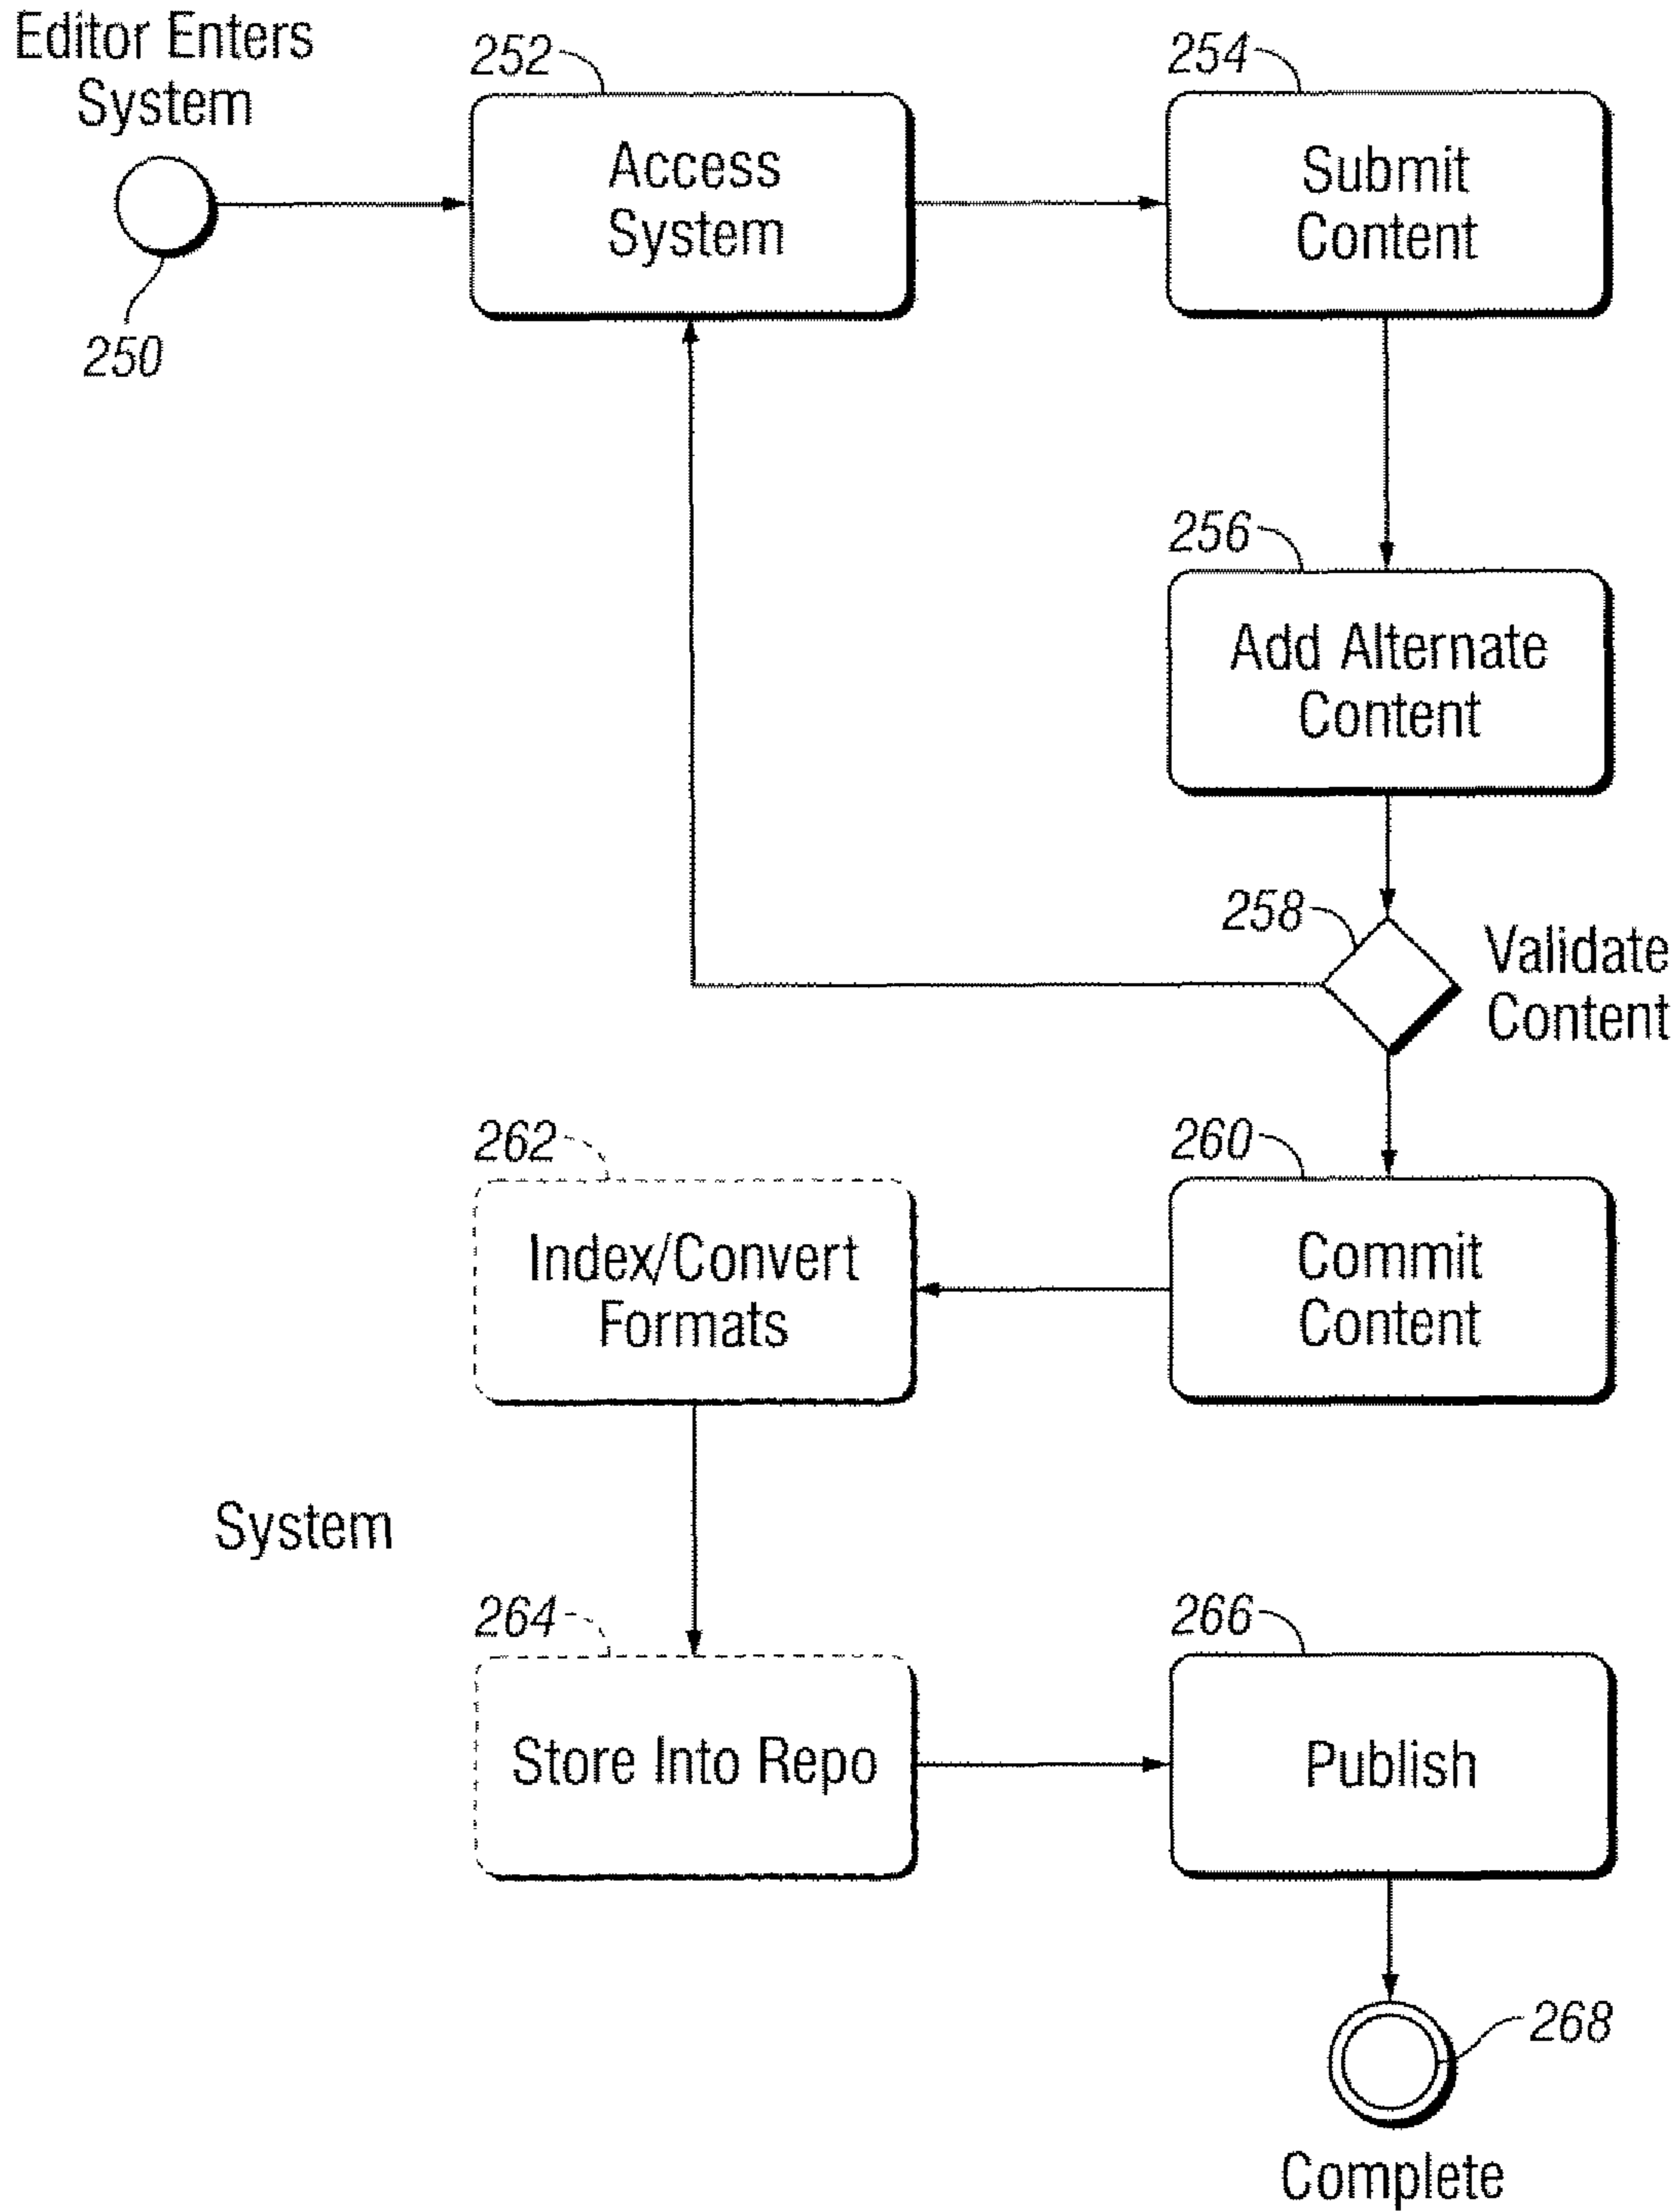 Editor Enters
System
250
252
Access
System
254
Submit
Content
256
Add Alternate
Content
258
Validate
Content
260
Commit
Content
262
Index/Convert
Formats
System
264
Store Into Repo
266
Publish
268
Complete